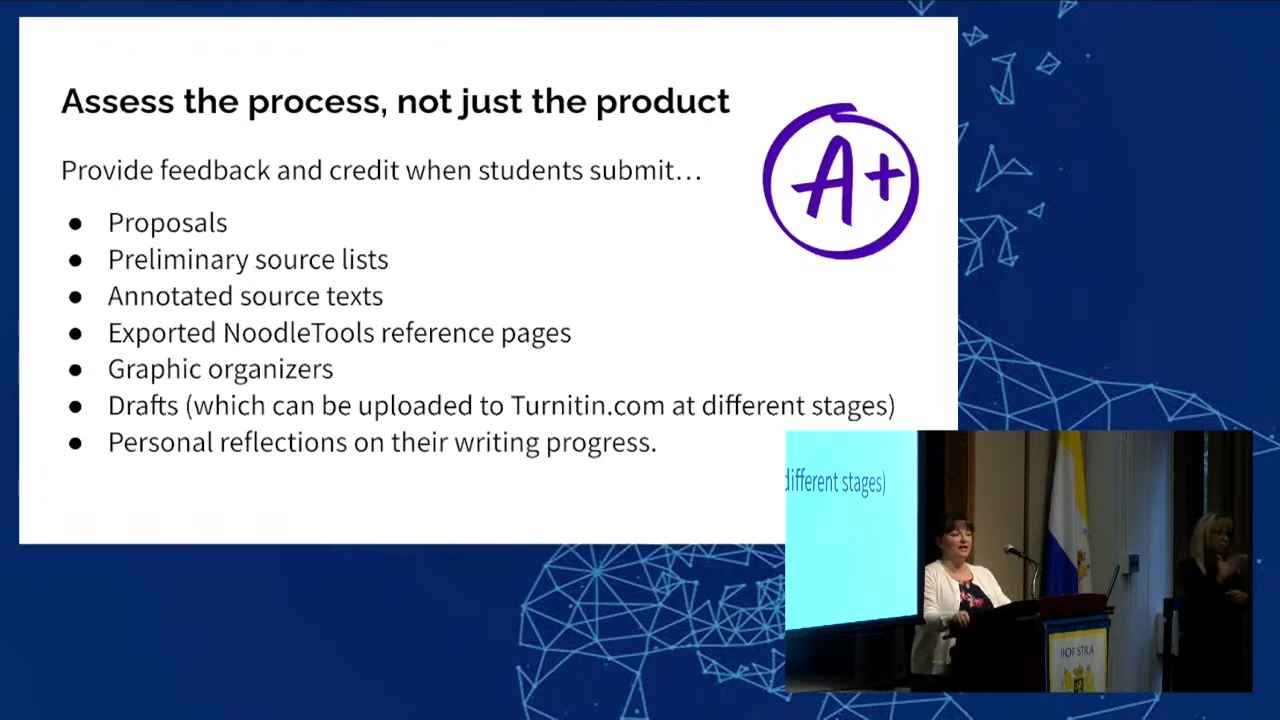 Assess the process, not just the product
A+
Provide feedback and credit when students submit…
● Proposals
● Preliminary source lists
● Annotated source texts
● Exported NoodleTools reference pages
● Graphic organizers
● Drafts (which can be uploaded to Turnitin.com at different stages)
● Personal reflections on their writing progress.
different stages)
HOFSTRA